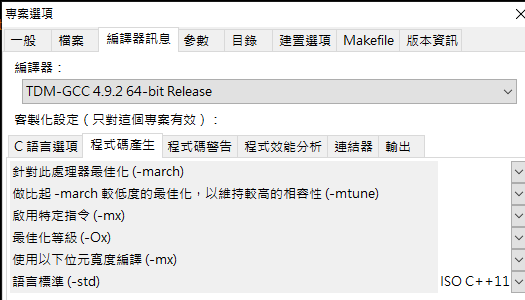 專案選項
一般 檔案 編譯器訊息 參數 目錄 建置選項 Makefile 版本資訊
編譯器：
TDM-GCC 4.9.2 64-bit Release
客製化設定（只對這個專案有效）：
C 語言選項 程式碼產生 程式碼警告 程式效能分析 連結器 輸出
針對此處理器最佳化 (-march)
做比起 -march 較低度的最佳化，以維持較高的相容性 (-mtune)
啟用特定指令 (-mx)
最佳化等級 (-Ox)
使用以下位元寬度編譯 (-mx)
語言標準 (-std) ISO C++11